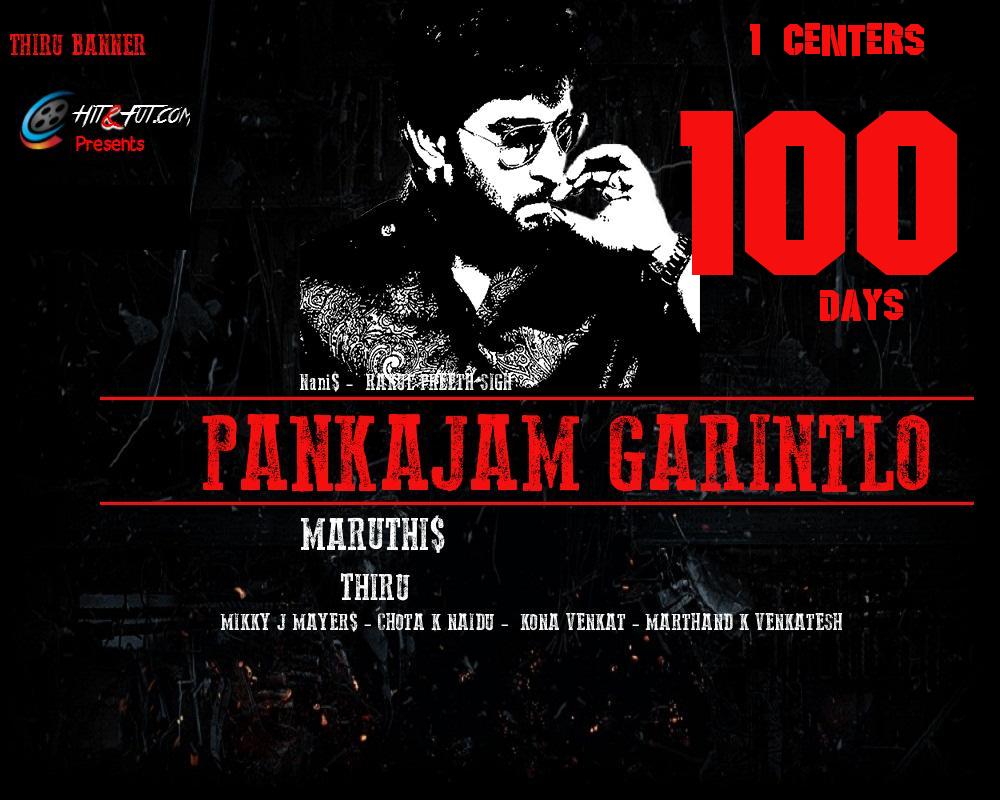 THIRU BANNER
1 CENTERS
HIT&FUT.COM
Presents
100
DAYS
Nani$ - RAKUL PREETH SIGH
PANKAJAM GARINTLO
MARUTHI$
THIRU
MIKKY J MAYER$ - CHOTA K NAIDU - KONA VENKAT - MARTHAND K VENKATESH